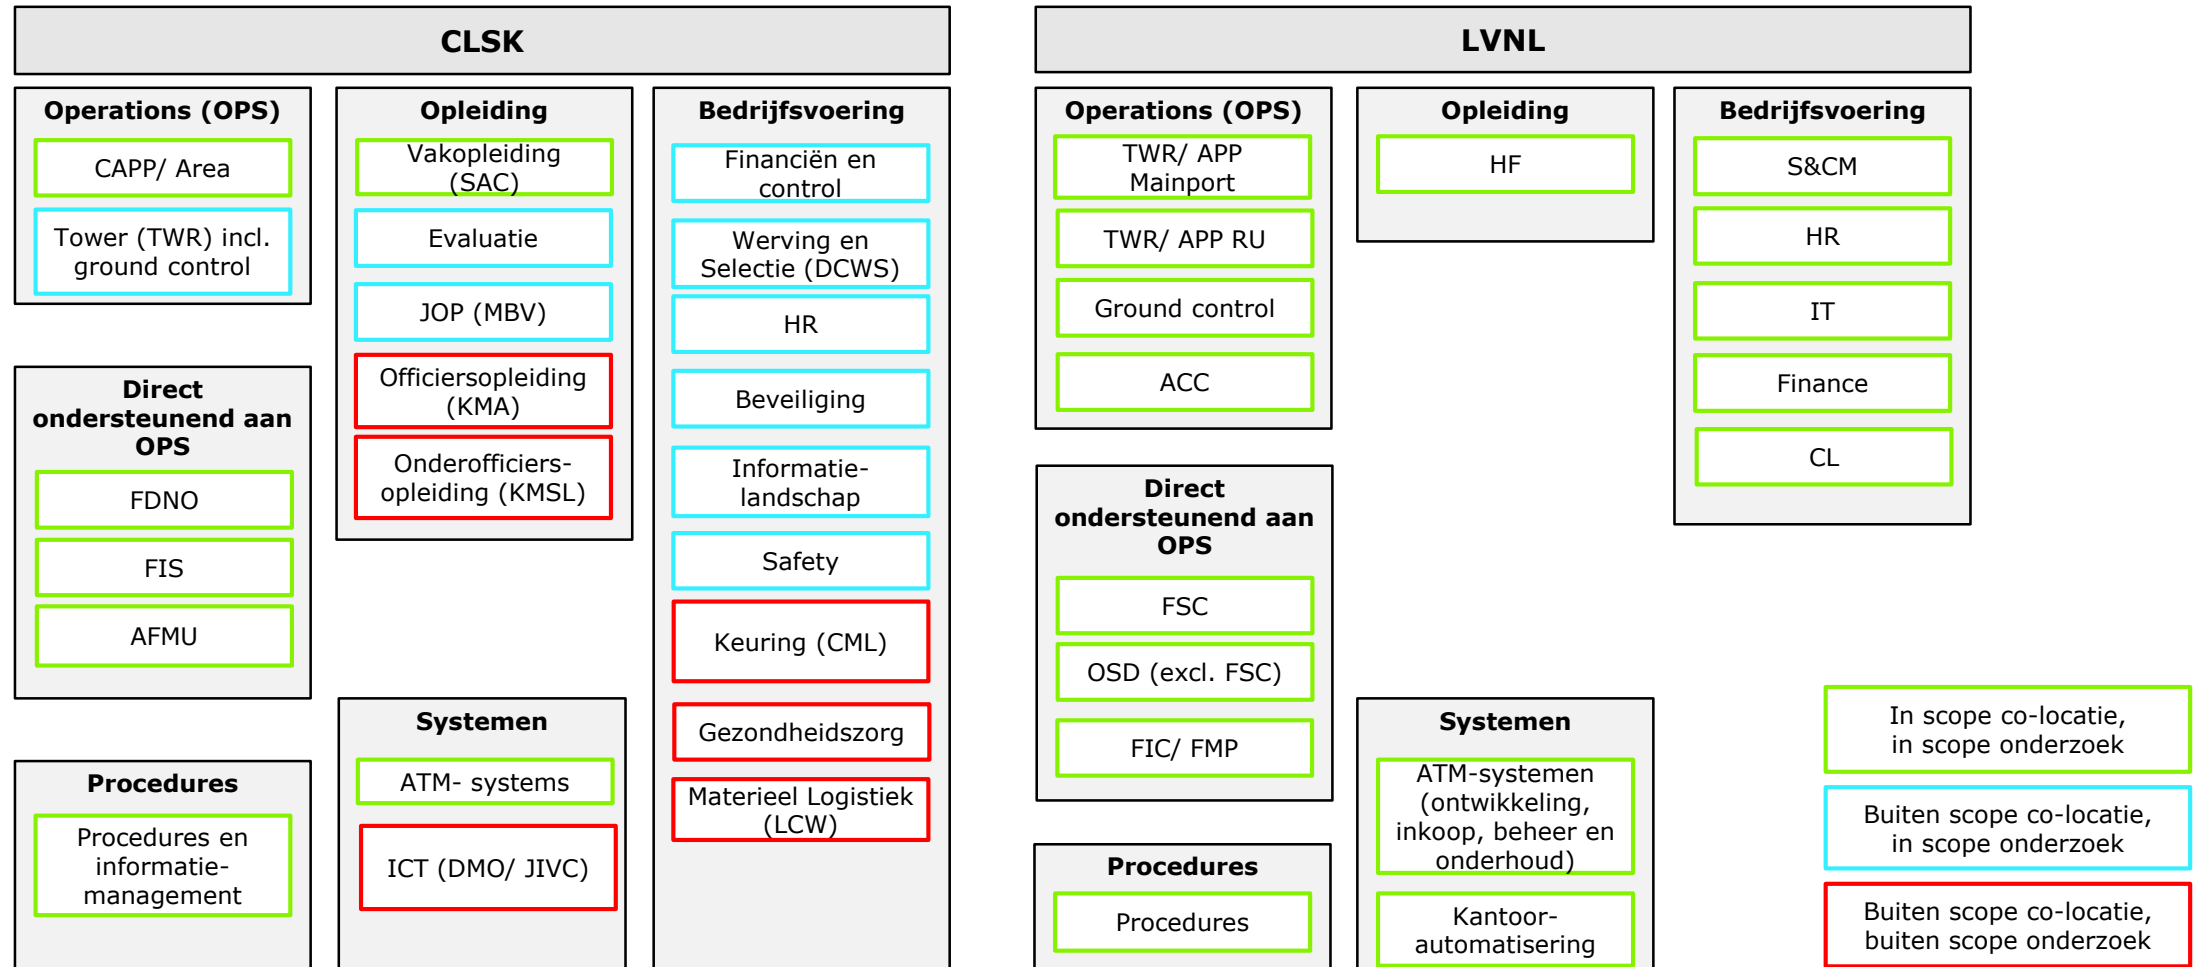 CLSK
Operations (OPS)
CAPP/ Area
Tower (TWR) incl.
ground control
Direct
ondersteunend aan
OPS
FDNO
FIS
AFMU
Procedures
Procedures en
informatie-
management
Opleiding
Vakopleiding
(SAC)
Evaluatie
JOP (MBV)
Officiersopleiding
(KMA)
Onderofficiers-
opleiding (KMSL)
Systemen
ATM- systems
ICT (DMO/ JIVC)
Bedrijfsvoering
Financiën en
control
Werving en
Selectie (DCWS)
HR
Beveiliging
Informatie-
landschap
Safety
Keuring (CML)
Gezondheidszorg
Materieel Logistiek
(LCW)
LVNL
Operations (OPS)
TWR/ APP
Mainport
TWR/ APP RU
Ground control
ACC
Direct
ondersteunend aan
OPS
FSC
OSD (excl. FSC)
FIC/ FMP
Procedures
Procedures
Opleiding
HF
Systemen
ATM-systemen
(ontwikkeling,
inkoop, beheer en
onderhoud)
Kantoor-
automatisering
Bedrijfsvoering
S&CM
HR
IT
Finance
CL
In scope co-locatie,
in scope onderzoek
Buiten scope co-locatie,
in scope onderzoek
Buiten scope co-locatie,
buiten scope onderzoek